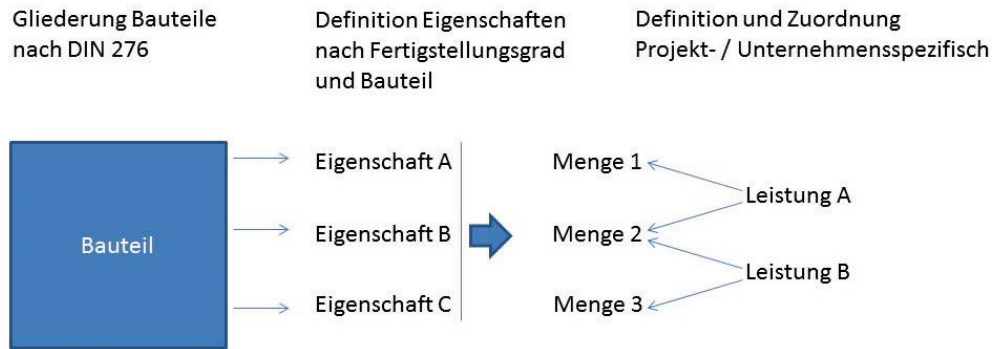 Gliederung Bauteile
nach DIN 276
Definition Eigenschaften
nach Fertigstellungsgrad
und Bauteil
Definition und Zuordnung
Projekt- / Unternehmensspezifisch
Bauteil
Eigenschaft A
Eigenschaft B
Eigenschaft C
Menge 1
Menge 2
Menge 3
Leistung A
Leistung B